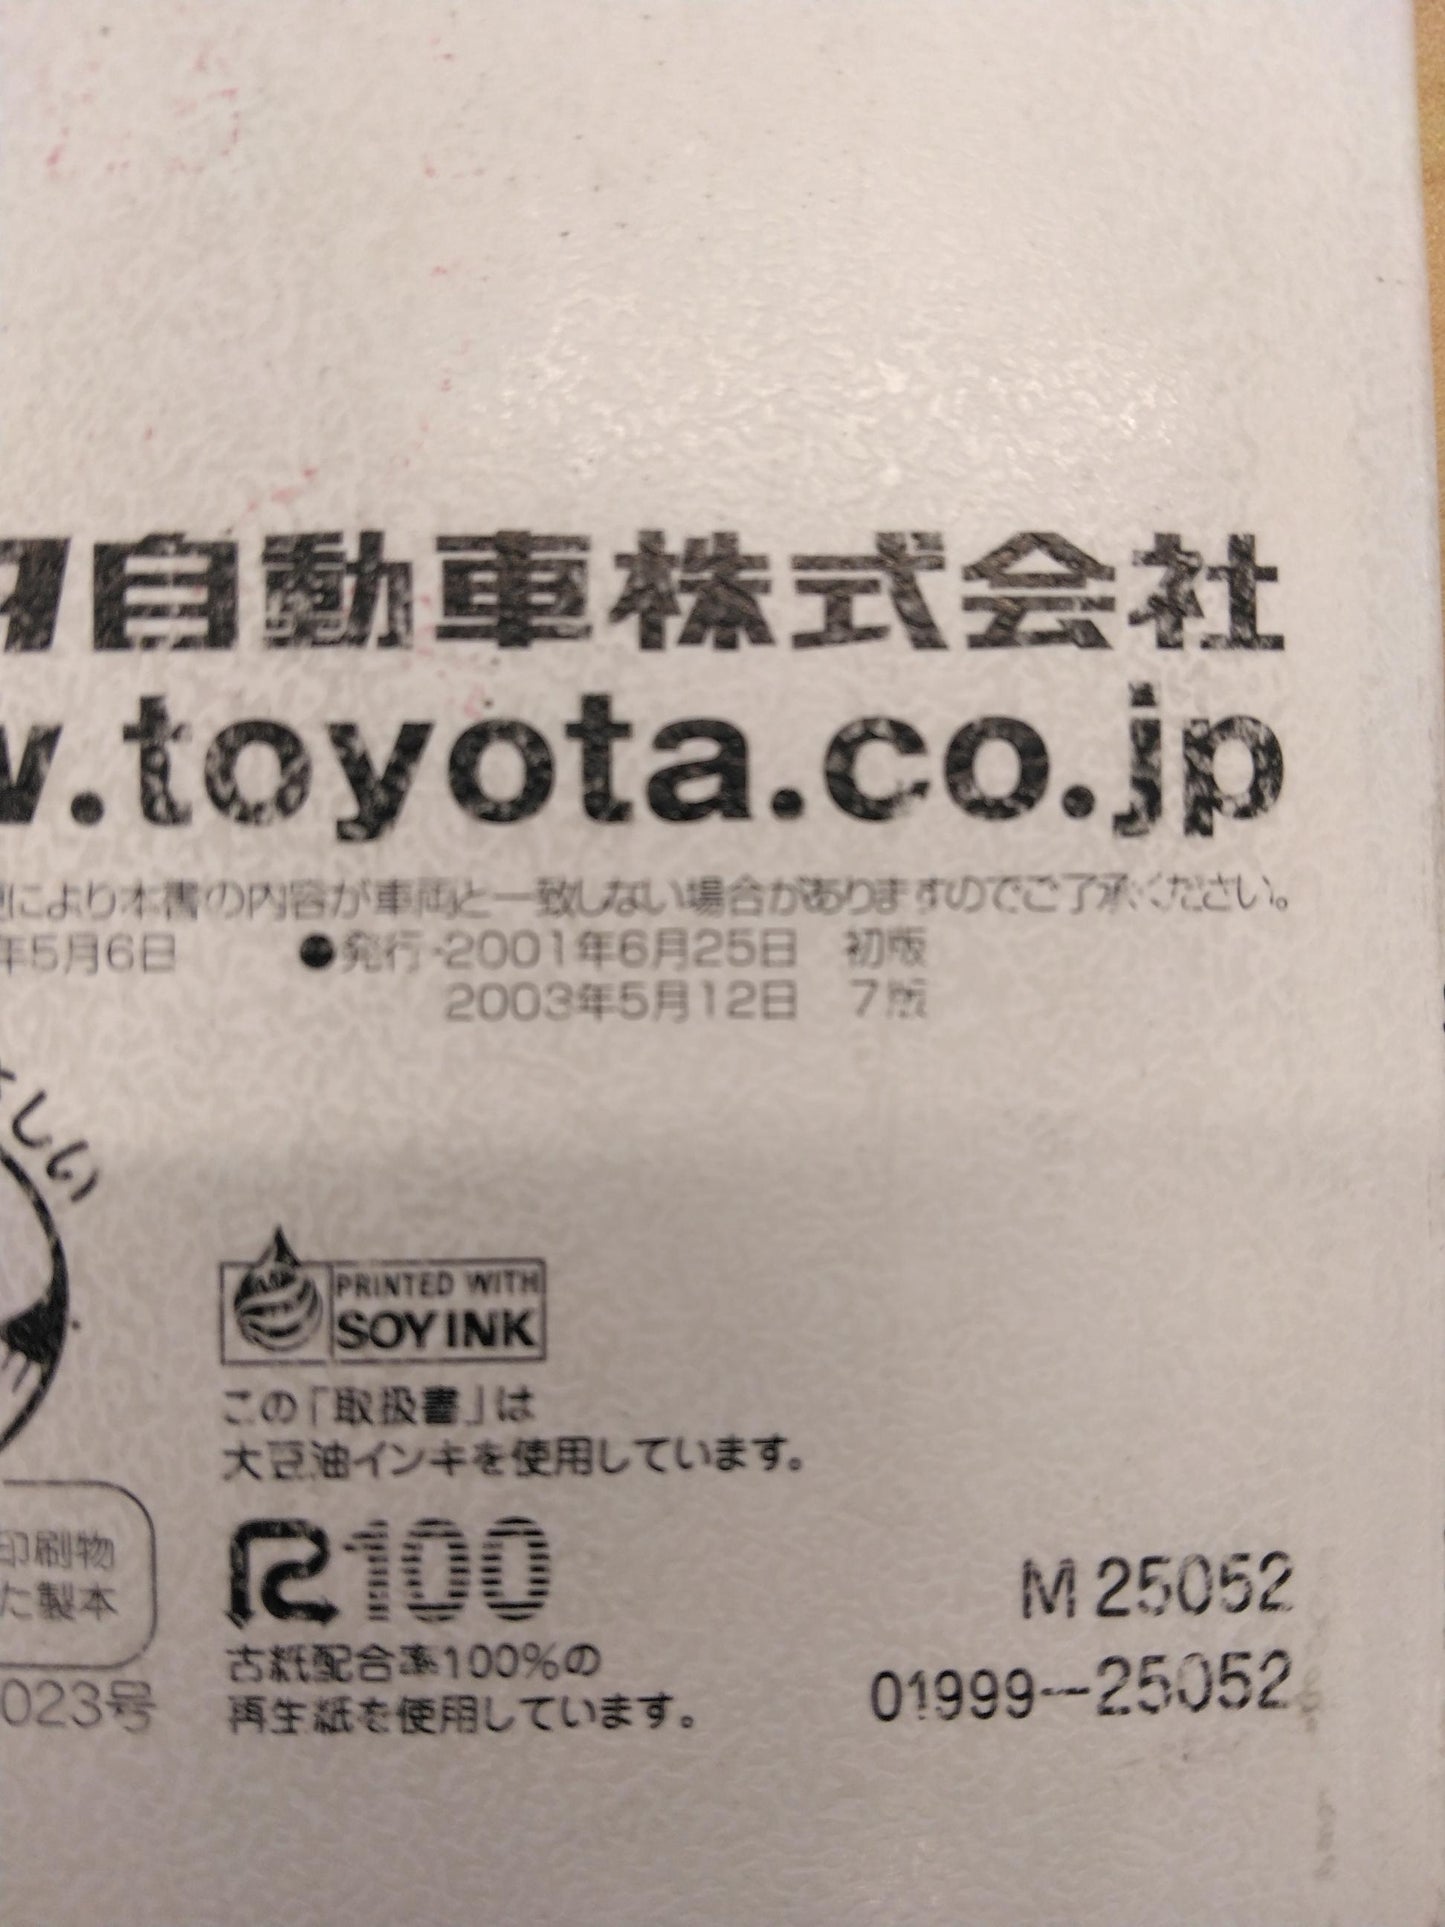 タ自動車株式会社
w.toyota.co.jp
更により本書の内容が車両と一致しない場合がありますのでご了承ください。
年5月6日 ●発行-2001年6月25日 初版
2003年5月12日 7版
さしい
PRINTED WITH
SOY INK
この「取扱書」は
大豆油インキを使用しています。
R100
古紙配合率100%の
再生紙を使用しています。
印刷物
た製本
023号
M 25052
01999-25052